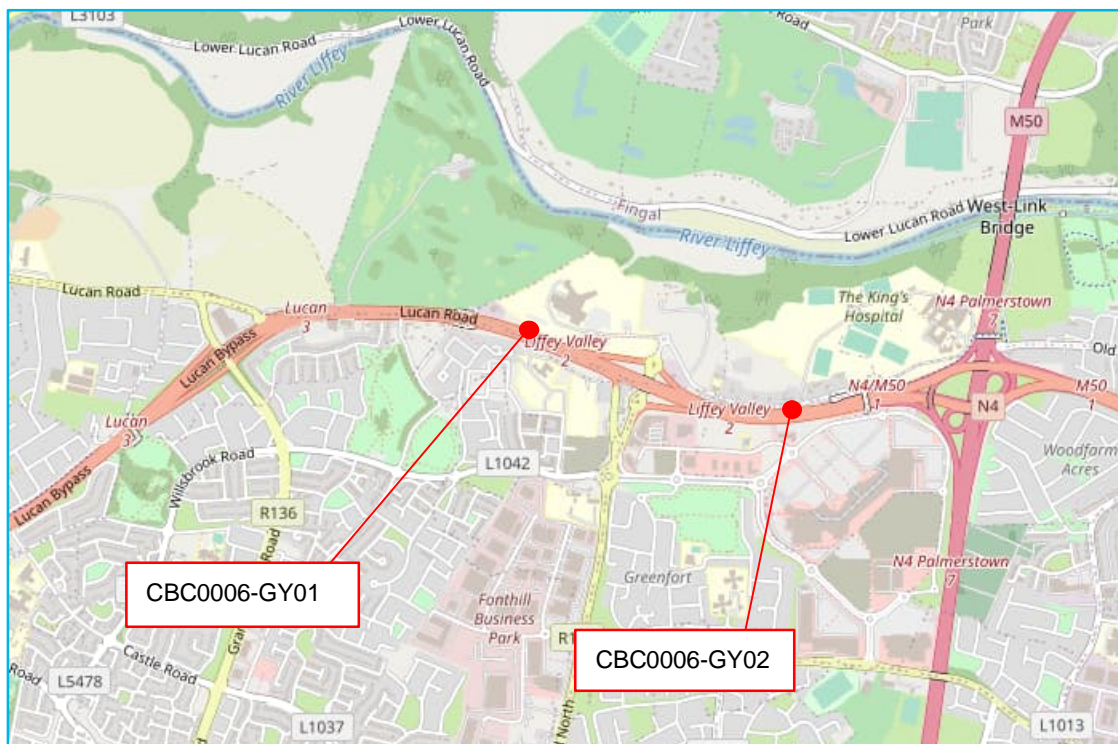 L3103
Lower Lucan Road
River Liffey
Lower Lucan Road
Road
Park
M50
Fingal
River Liffey
Lower Lucan Road
West-Link
Bridge
Lucan Road
Lucan
3
Lucan Road
Lucan Bypass
The King's
Hospital
N4 Palmerstown
7
Liffey Valley
2
Old
N4/M50
1
M50
1
Liffey Valley
2
N4
Lucan
3
Willsbrook Road
L1042
Woodfarm
Acres
Lucan Bypass
R136
N4 Palmerstown
7
CBC0006-GY01
Greenfort
Fonthill
Business
Park
CBC0006-GY02
Castle Road
Road
L5478
North
L1037
L1013